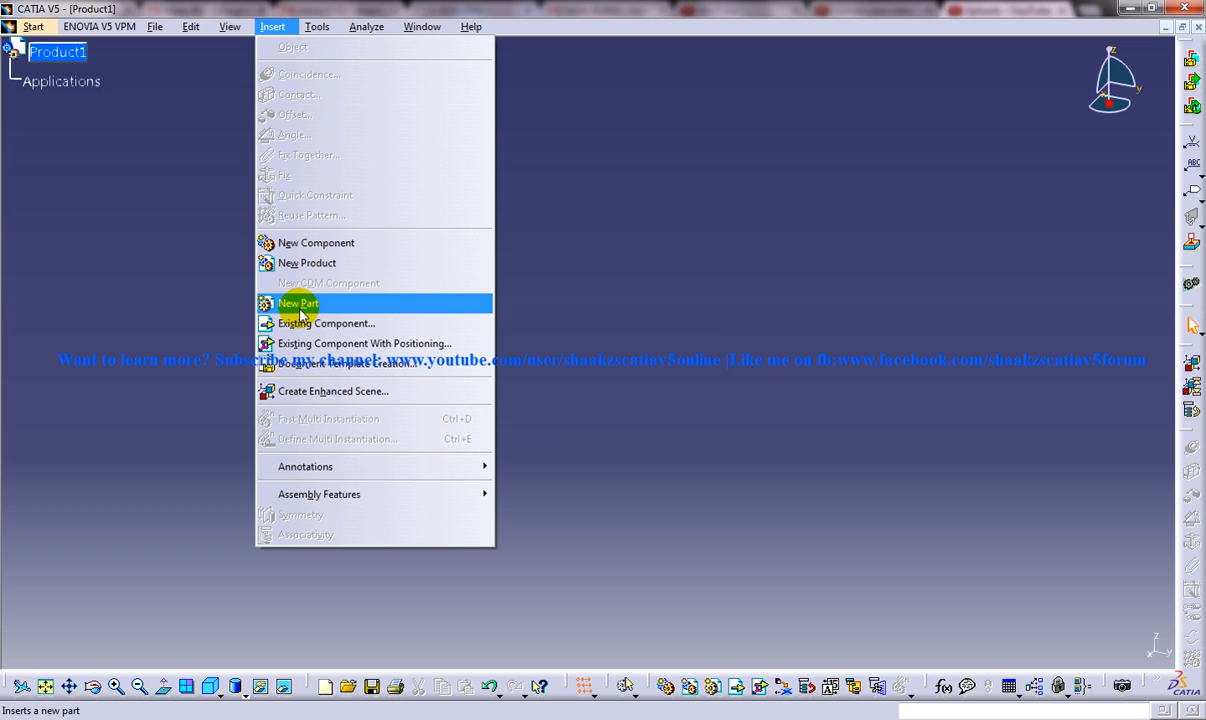 CATIA V5 - [Product1]
Start ENOVIA V5 VPM File Edit View Insert Tools Analyze Window Help
Product1
Applications
Object
Coincidence...
Contact...
Offset...
Angle...
Fix Together...
Fix
Quick Constraint
Reuse Pattern...
New Component
New Product
New CDM Component
New Part
Existing Component...
Existing Component With Positioning...
Want to learn more? Subscribe my channel: www.youtube.com/user/shaakzscatiav5online |Like me on fb:www.facebook.com/shaakzscatiav5forum
Document Template Creation...
Create Enhanced Scene...
Fast Multi Instantiation Ctrl+D
Define Multi Instantiation... Ctrl+E
Annotations
Assembly Features
Symmetry
Associativity
Inserts a new part